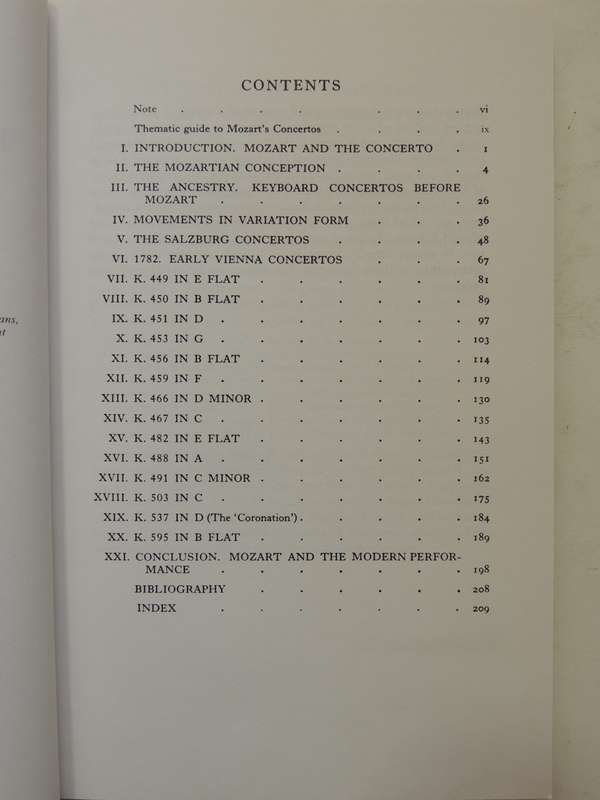 CONTENTS
Note . . . . . . . vi
Thematic guide to Mozart's Concertos . . . . ix
I. INTRODUCTION. MOZART AND THE CONCERTO . 1
II. THE MOZARTIAN CONCEPTION . . . . 4
III. THE ANCESTRY. KEYBOARD CONCERTOS BEFORE
MOZART . . . . . . . 26
IV. MOVEMENTS IN VARIATION FORM . . . 36
V. THE SALZBURG CONCERTOS . . . . 48
VI. 1782. EARLY VIENNA CONCERTOS . . . 67
VII. K. 449 IN E FLAT . . . . . . 81
VIII. K. 450 IN B FLAT . . . . . . 89
IX. K. 451 IN D . . . . . . . 97
X. K. 453 IN G . . . . . . . 103
XI. K. 456 IN B FLAT . . . . . . 114
XII. K. 459 IN F . . . . . . . 119
XIII. K. 466 IN D MINOR . . . . . . 130
XIV. K. 467 IN C . . . . . . . 135
XV. K. 482 IN E FLAT . . . . . . 143
XVI. K. 488 IN A . . . . . . . 151
XVII. K. 491 IN C MINOR . . . . . . 162
XVIII. K. 503 IN C . . . . . . . 175
XIX. K. 537 IN D (The 'Coronation') . . . . . 184
XX. K. 595 IN B FLAT . . . . . . 189
XXI. CONCLUSION. MOZART AND THE MODERN PERFOR-
MANCE . . . . . . . 198
BIBLIOGRAPHY . . . . . . 208
INDEX . . . . . . . 209